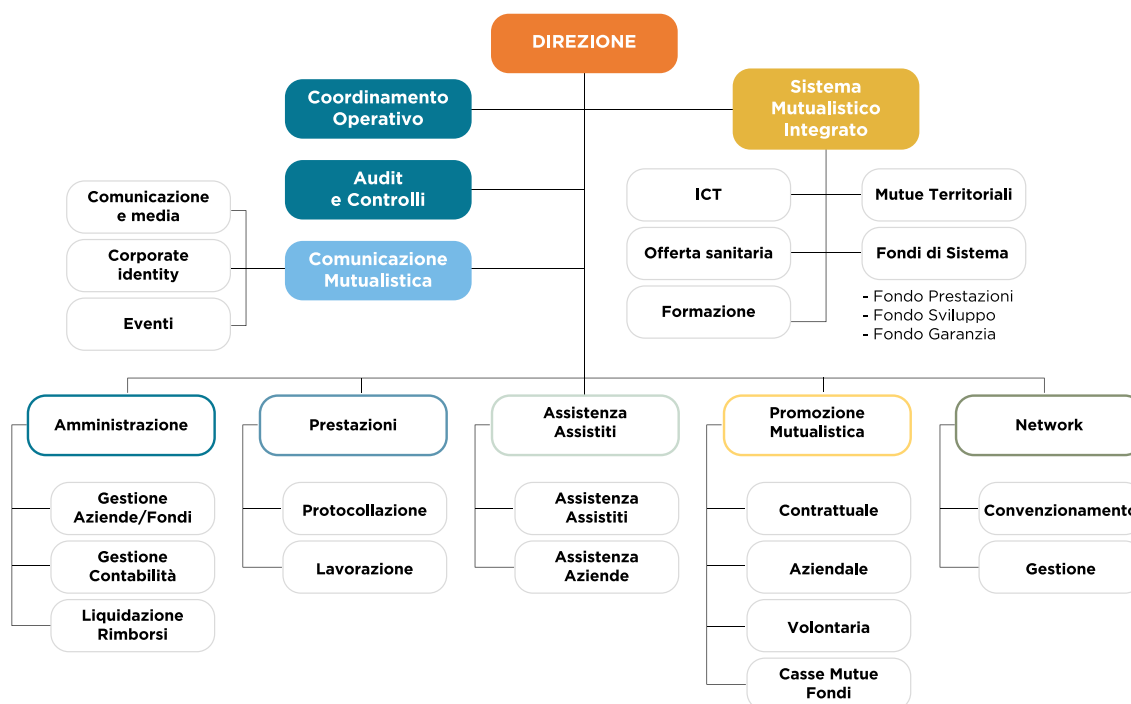 DIREZIONE
Coordinamento
Operativo
Sistema
Mutualistico
Integrato
Audit
e Controlli
Comunicazione
e media
Corporate
identity
Eventi
Comunicazione
Mutualistica
ICT
Mutue Territoriali
Offerta sanitaria
Fondi di Sistema
Formazione
- Fondo Prestazioni
- Fondo Sviluppo
- Fondo Garanzia
Amministrazione
Gestione
Aziende/Fondi
Gestione
Contabilità
Liquidazione
Rimborsi
Prestazioni
Protocollazione
Lavorazione
Assistenza
Assistiti
Assistenza
Assistiti
Assistenza
Aziende
Promozione
Mutualistica
Contrattuale
Aziendale
Volontaria
Casse Mutue
Fondi
Network
Convenzionamento
Gestione